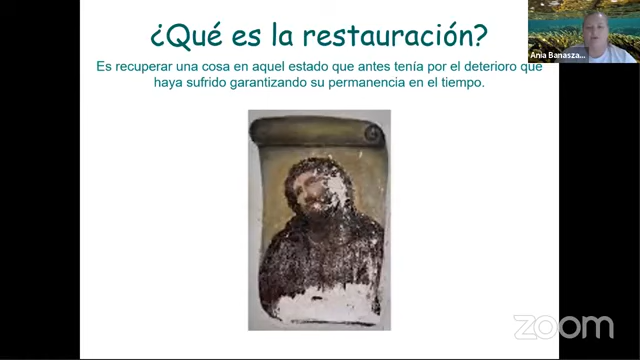 ¿Qué es la restauración?
Es recuperar una cosa en aquel estado que antes tenía por el deterioro que
haya sufrido garantizando su permanencia en el tiempo.
Ania Banasza...
zoom